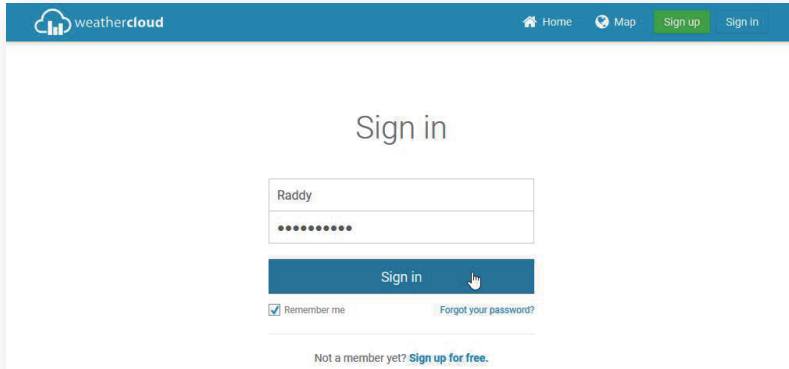 weathercloud
Home Map Sign up Sign in
Sign in
Raddy
••••••••••
Sign in
Remember me Forgot your password?
Not a member yet? Sign up for free.